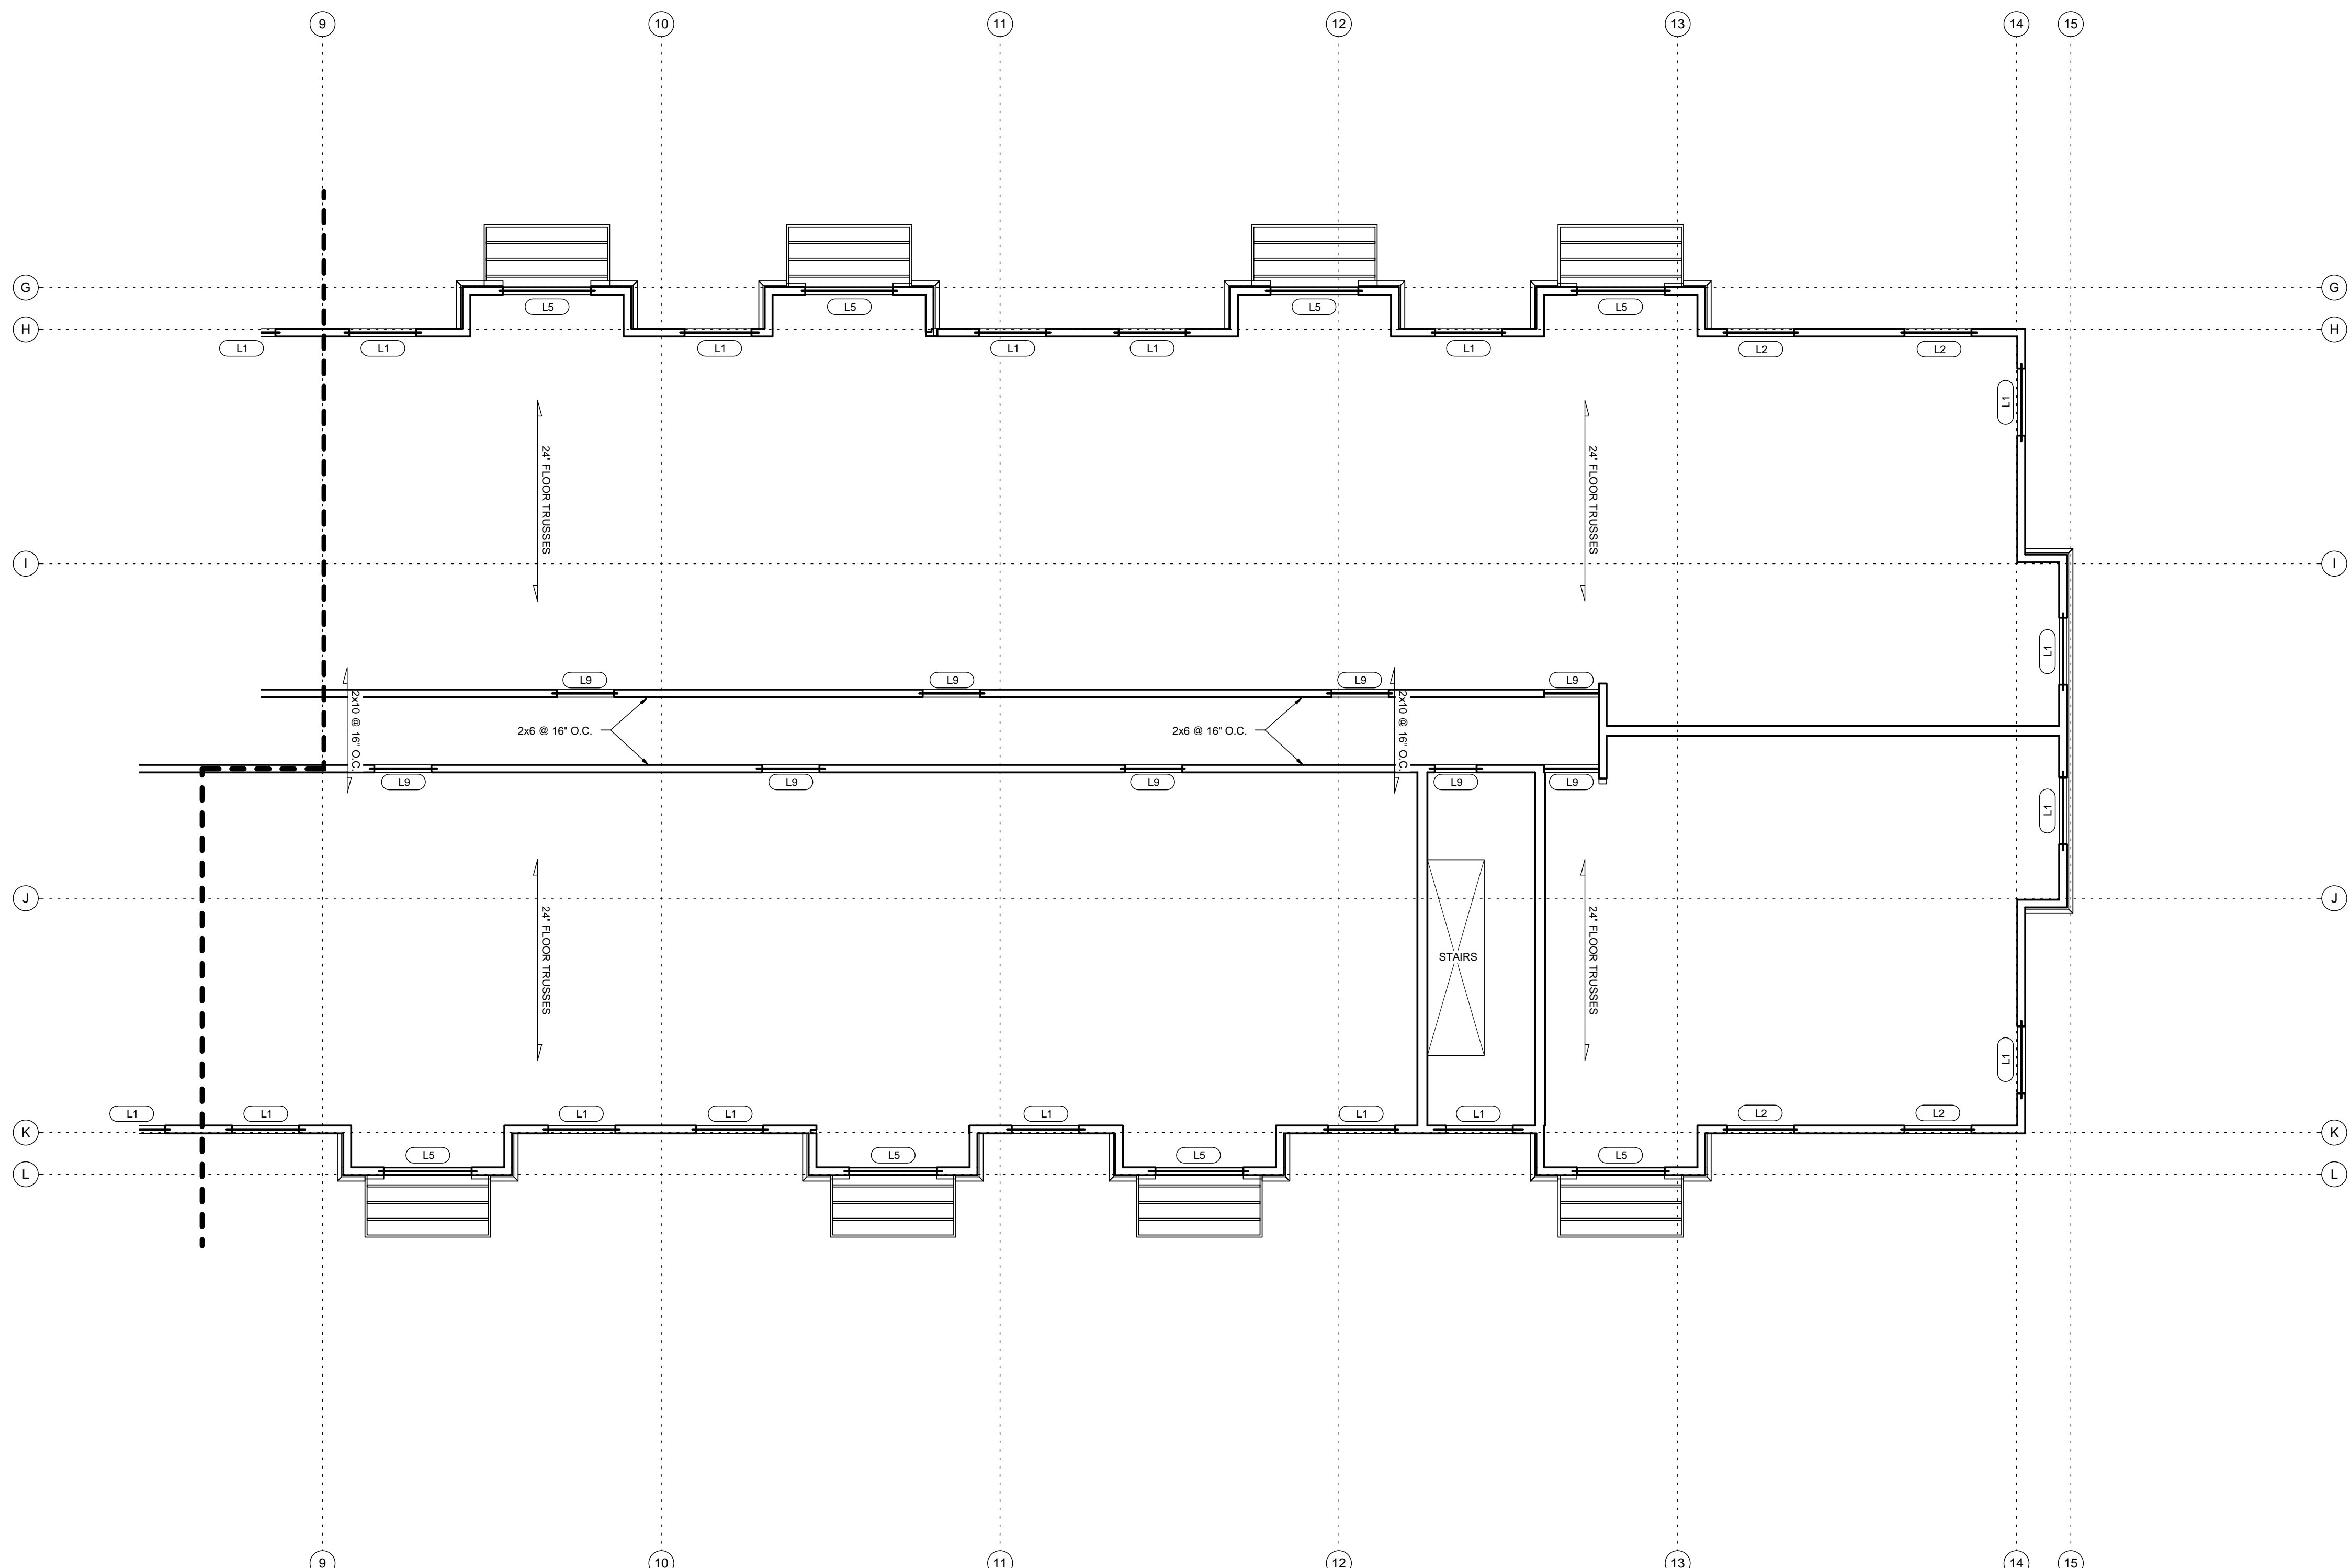 9 10 11 12 13 14 15
G L5 L5 L5 L5 G
H H
L1 L1 L1 L1 L1 L1 L2 L2
L1
24" FLOOR TRUSSES
24" FLOOR TRUSSES
I I
L1
L9 L9 L9 L9
2x10 @ 16" O.C.
2x6 @ 16" O.C.
2x6 @ 16" O.C.
2x10 @ 16" O.C.
L9 L9 L9 L9 L9
L1
J J
24" FLOOR TRUSSES
STAIRS
24" FLOOR TRUSSES
L1
L1 L1 L1 L1 L1 L1 L1 L2 L2
K K
L5 L5 L5 L5
L L
9 10 11 12 13 14 15